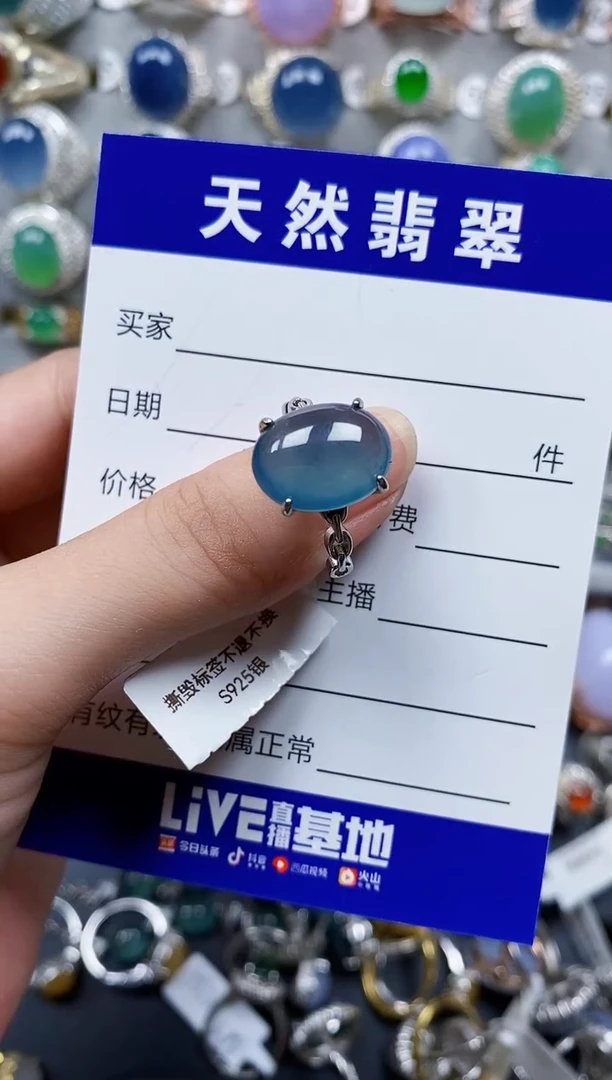 天然翡翠
买家
日期
件
价格
费
主播
撕毁标签不退不换
S925银
有纹有
属正常
LiVE直播基地
今日头条
抖音
西瓜视频
火山